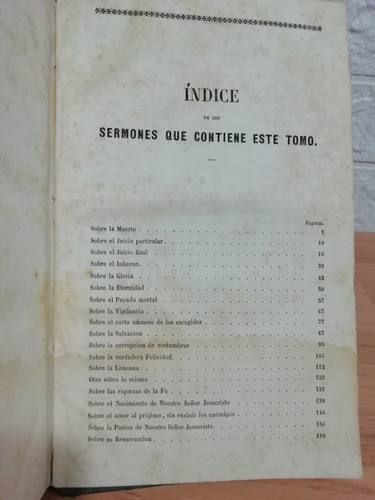 ÍNDICE
DE LOS
SERMONES QUE CONTIENE ESTE TOMO.
Página.
Sobre la Muerte 1
Sobre el Juicio particular 10
Sobre el Juicio final 19
Sobre el Infierno 32
Sobre la Gloria 42
Sobre la Eternidad 50
Sobre el Pecado mortal 57
Sobre la Vigilancia 67
Sobre el corto número de los escogidos 77
Sobre la Salvacion 87
Sobre la corrupcion de costumbres 95
Sobre la verdadera Felicidad 104
Sobre la Limosna 112
Otro sobre lo mismo 122
Sobre las riquezas de la Fe 131
Sobre el Nacimiento de Nuestro Señor Jesucristo 139
Sobre el amor al prójimo, sin excluir los enemigos 146
Sobre la Pasion de Nuestro Señor Jesucristo 156
Sobre su Resurreccion 180